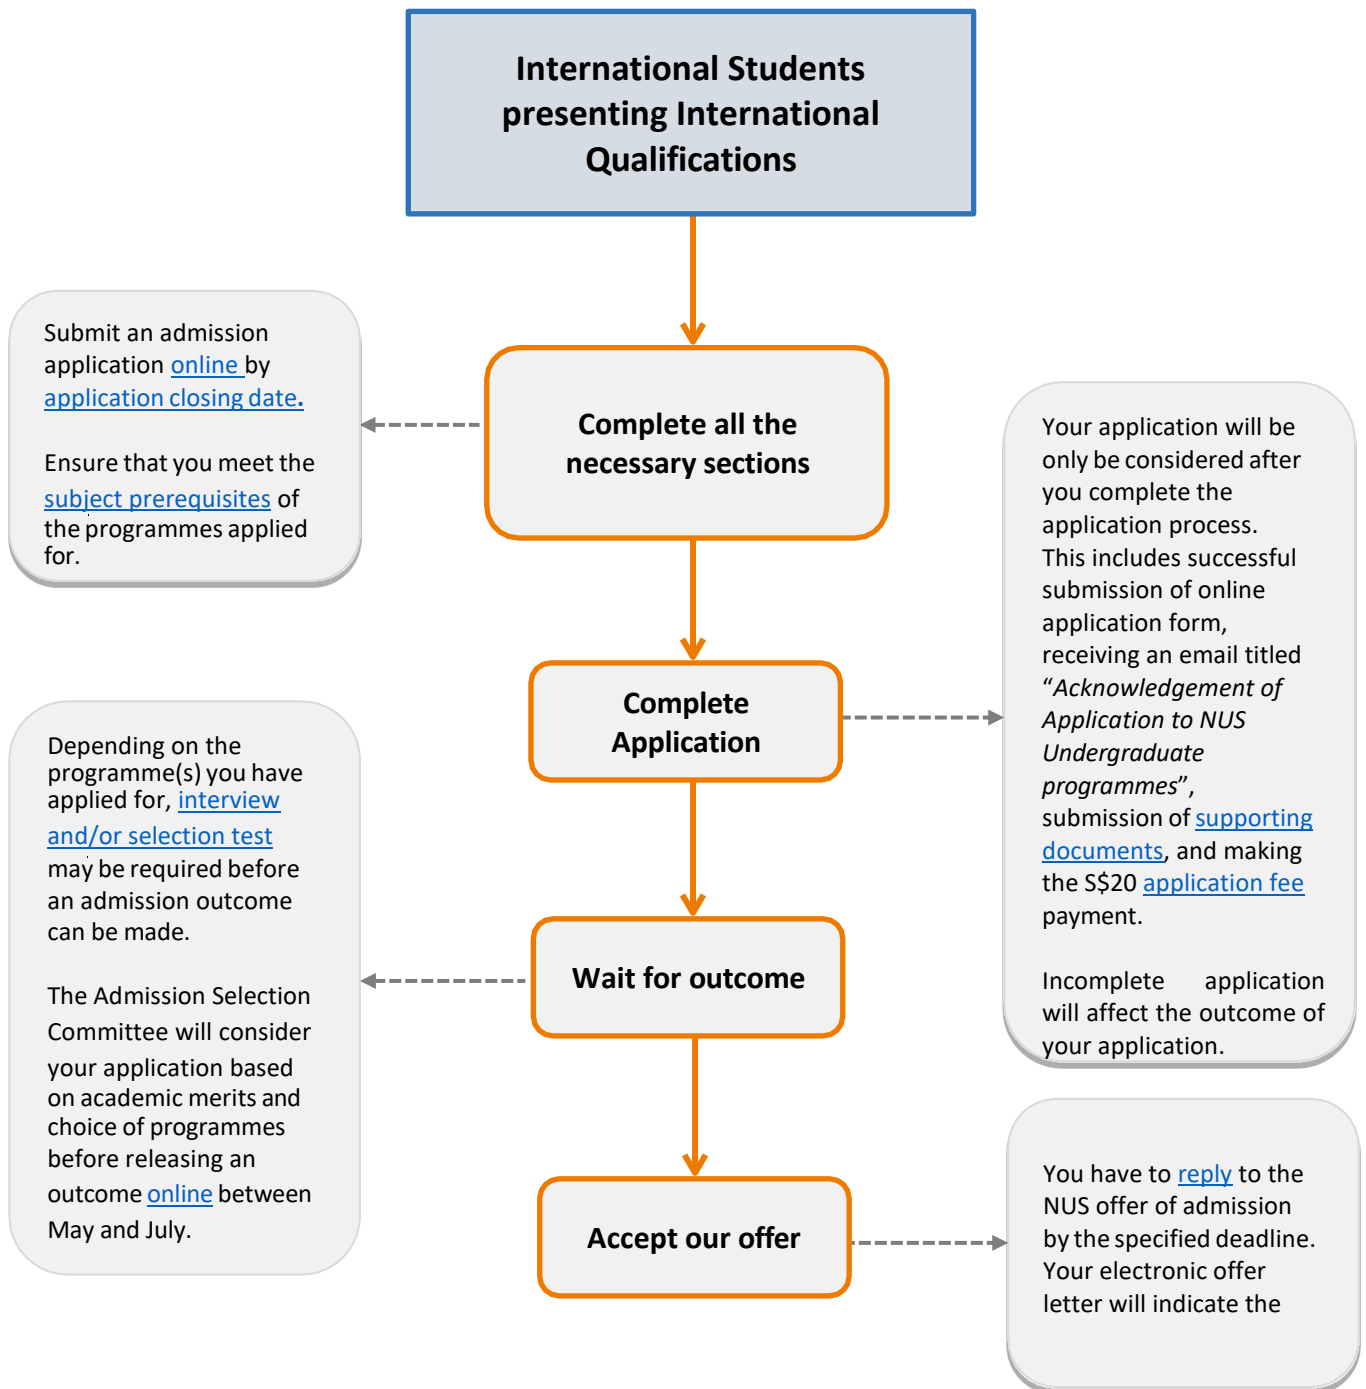 International Students
presenting International
Qualifications
Submit an admission
application online by
application closing date.
Ensure that you meet the
subject prerequisites of
the programmes applied
for.
Complete all the
necessary sections
Your application will be
only be considered after
you complete the
application process.
This includes successful
submission of online
application form,
receiving an email titled
“Acknowledgement of
Application to NUS
Undergraduate
programmes”,
submission of supporting
documents, and making
the S$20 application fee
payment.
Incomplete application
will affect the outcome of
your application.
Complete
Application
Depending on the
programme(s) you have
applied for, interview
and/or selection test
may be required before
an admission outcome
can be made.
The Admission Selection
Committee will consider
your application based
on academic merits and
choice of programmes
before releasing an
outcome online between
May and July.
Wait for outcome
Accept our offer
You have to reply to the
NUS offer of admission
by the specified deadline.
Your electronic offer
letter will indicate the